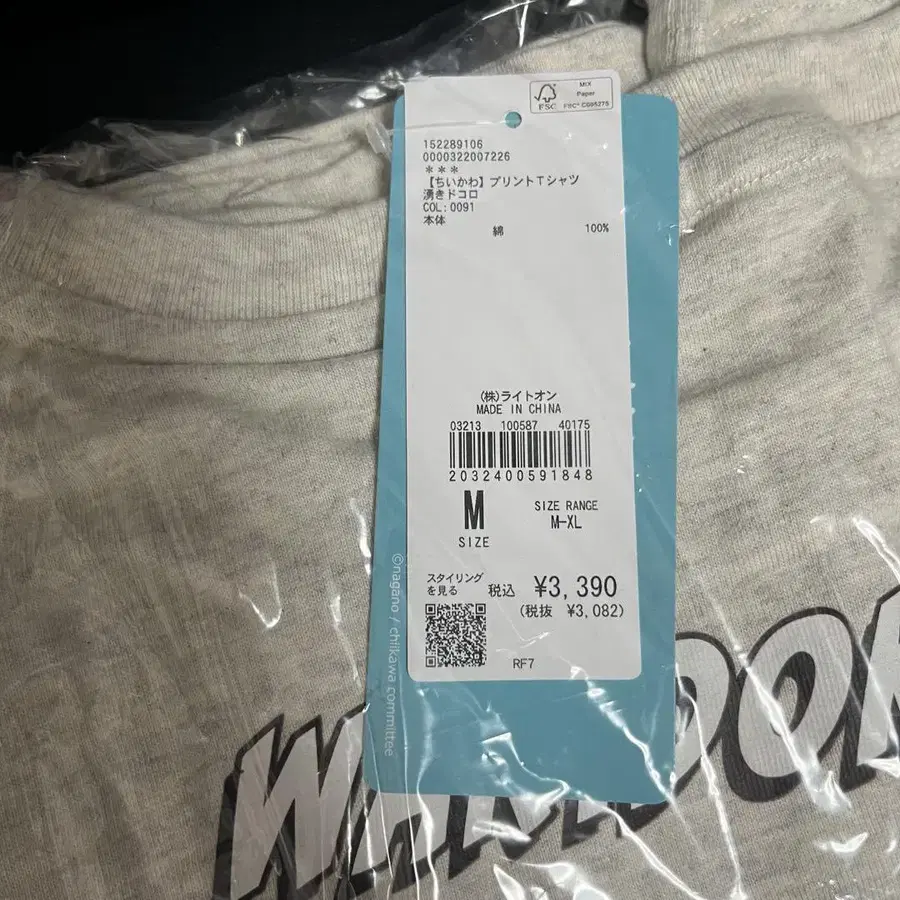 FSC
MIX
Paper
FSC® C095275
152289106
0000322007226
＊＊＊
【ちいかわ】プリントTシャツ
湧きドコロ
COL:0091
本体
綿 100%
(株)ライトオン
MADE IN CHINA
03213 100587 40175
2032400591848
M
SIZE
SIZE RANGE
M-XL
スタイリング
を見る
税込 ¥3,390
(税抜 ¥3,082)
RF7
©nagano / chiikawa committee